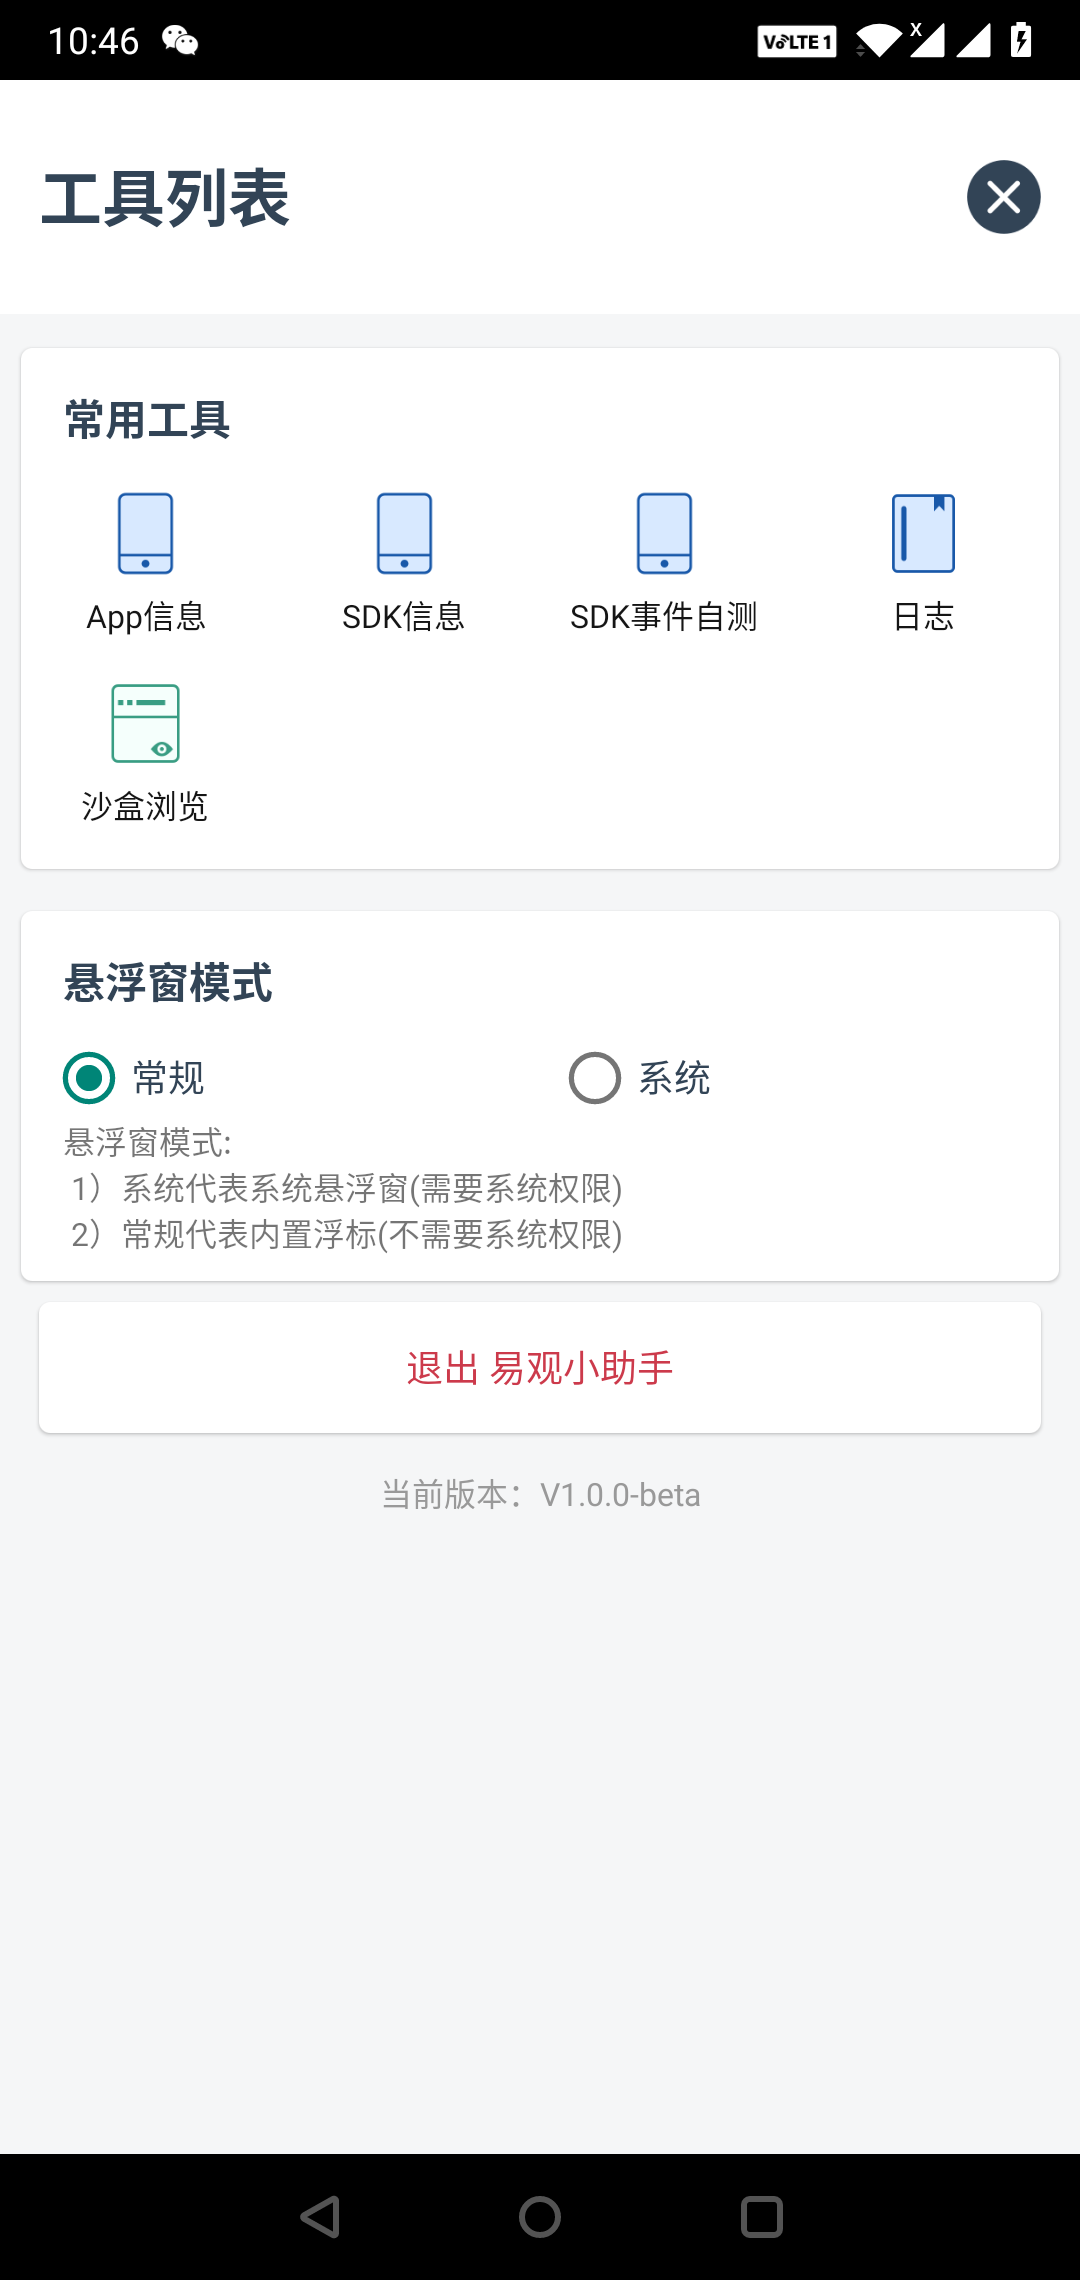 10:46
VoLTE 1
X
工具列表
常用工具
App信息 SDK信息 SDK事件自测 日志
沙盒浏览
悬浮窗模式
常规 系统
悬浮窗模式:
1）系统代表系统悬浮窗(需要系统权限)
2）常规代表内置浮标(不需要系统权限)
退出 易观小助手
当前版本：V1.0.0-beta